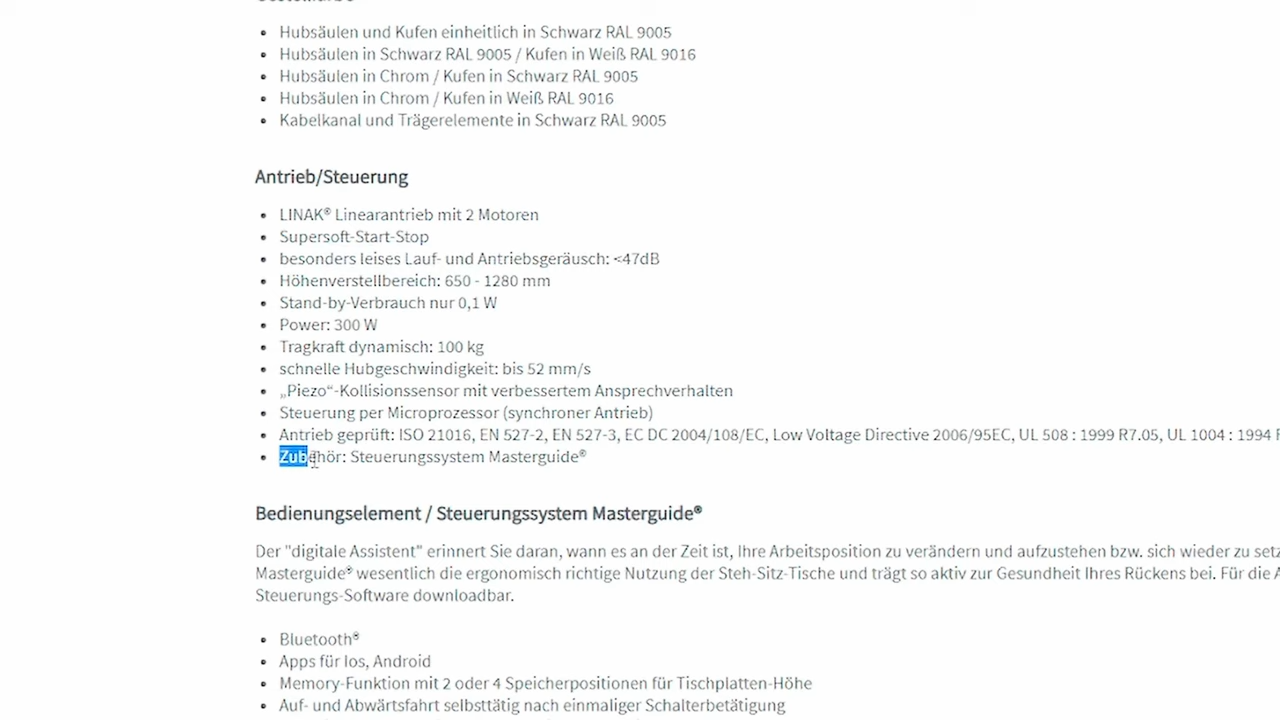 Hubsäulen und Kufen einheitlich in Schwarz RAL 9005
Hubsäulen in Schwarz RAL 9005 / Kufen in Weiß RAL 9016
Hubsäulen in Chrom / Kufen in Schwarz RAL 9005
Hubsäulen in Chrom / Kufen in Weiß RAL 9016
Kabelkanal und Trägerelemente in Schwarz RAL 9005
Antrieb/Steuerung
LINAK® Linearantrieb mit 2 Motoren
Supersoft-Start-Stop
besonders leises Lauf- und Antriebsgeräusch: <47dB
Höhenverstellbereich: 650 - 1280 mm
Stand-by-Verbrauch nur 0,1 W
Power: 300 W
Tragkraft dynamisch: 100 kg
schnelle Hubgeschwindigkeit: bis 52 mm/s
„Piezo“-Kollisionssensor mit verbessertem Ansprechverhalten
Steuerung per Microprozessor (synchroner Antrieb)
Antrieb geprüft: ISO 21016, EN 527-2, EN 527-3, EC DC 2004/108/EC, Low Voltage Directive 2006/95EC, UL 508 : 1999 R7.05, UL 1004 : 1994
Zubehör: Steuerungssystem Masterguide®
Bedienungselement / Steuerungssystem Masterguide®
Der "digitale Assistent" erinnert Sie daran, wann es an der Zeit ist, Ihre Arbeitsposition zu verändern und aufzustehen bzw. sich wieder zu
Masterguide® wesentlich die ergonomisch richtige Nutzung der Steh-Sitz-Tische und trägt so aktiv zur Gesundheit Ihres Rückens bei. Für die
Steuerungs-Software downloadbar.
Bluetooth®
Apps für Ios, Android
Memory-Funktion mit 2 oder 4 Speicherpositionen für Tischplatten-Höhe
Auf- und Abwärtsfahrt selbsttätig nach einmaliger Schalterbetätigung